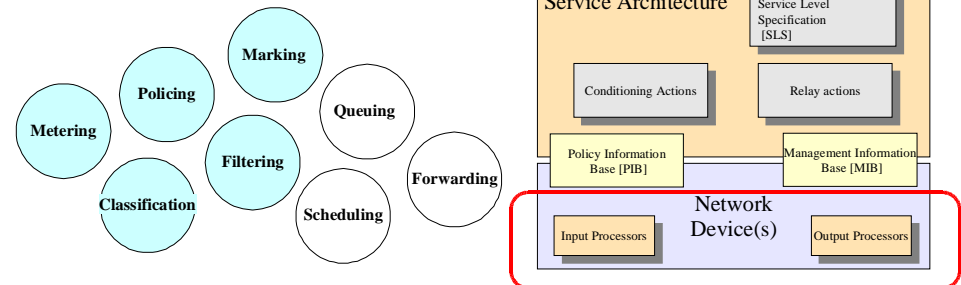 Marking
Policing
Queuing
Metering
Filtering
Forwarding
Classification
Scheduling
Service Architecture
Service Level
Specification
[SLS]
Conditioning Actions
Relay actions
Policy Information
Base [PIB]
Management Information
Base [MIB]
Network
Device(s)
Input Processors
Output Processors